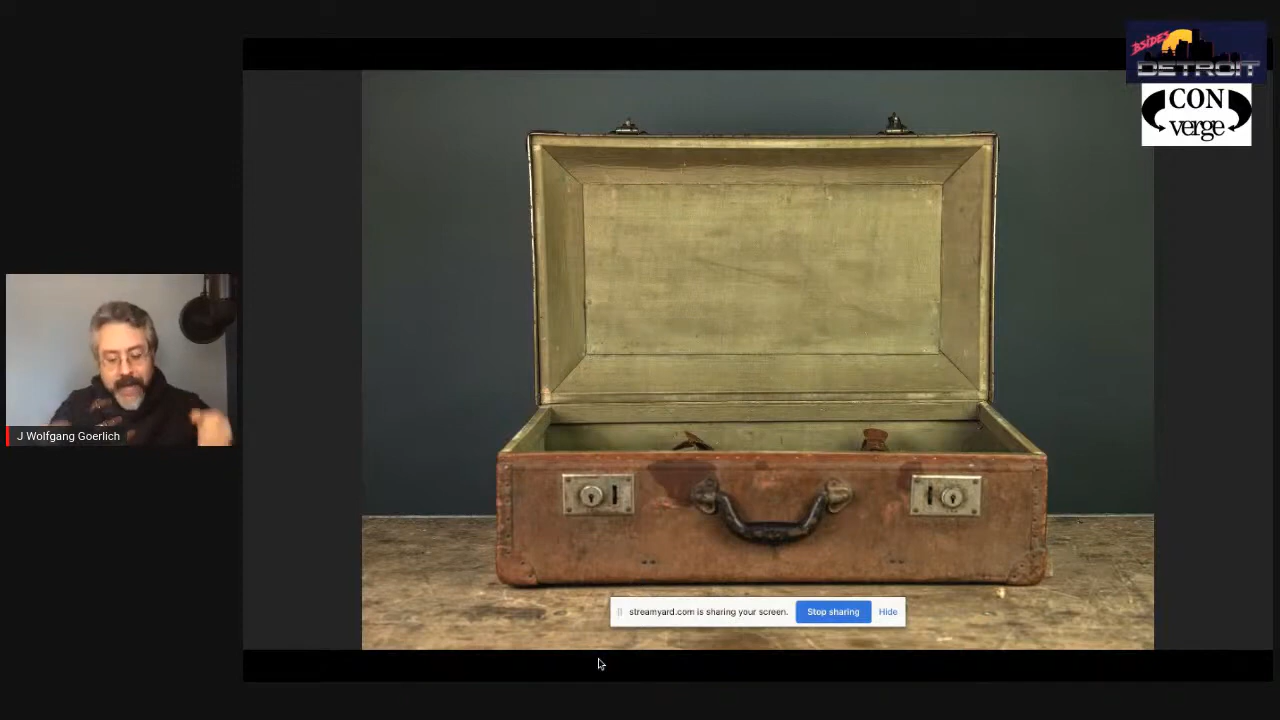 BSIDES
DETROIT
CON
verge
J Wolfgang Goerlich
streamyard.com is sharing your screen.
Stop sharing
Hide